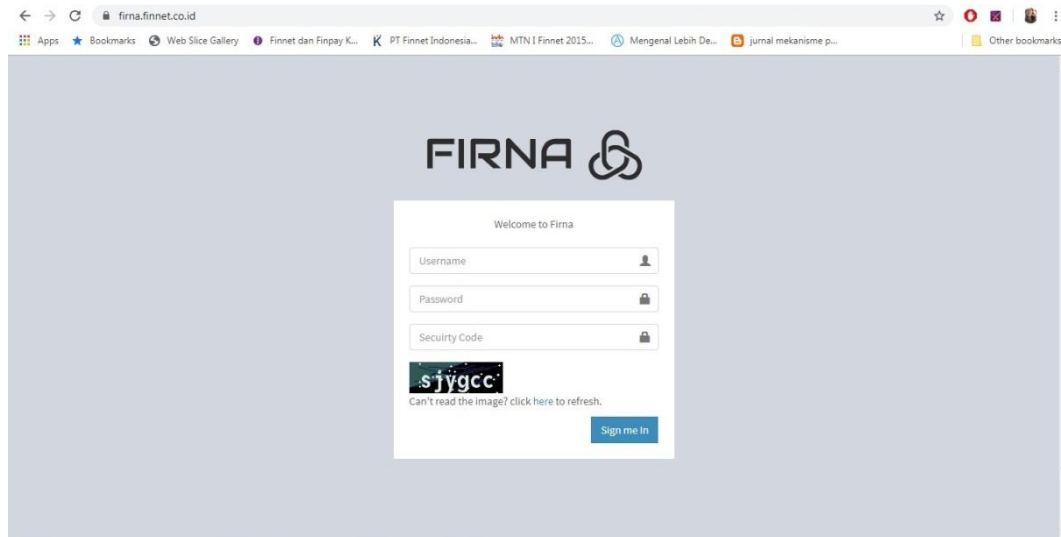 firna.finnet.co.id
Apps Bookmarks Web Slice Gallery Finnet dan Finpay K... PT Finnet Indonesia... MTN I Finnet 2015... Mengenal Lebih De... jurnal mekanisme p... Other bookmarks
FIRNA
Welcome to Firna
Username
Password
Secuirty Code
sjygcc
Can't read the image? click here to refresh.
Sign me In